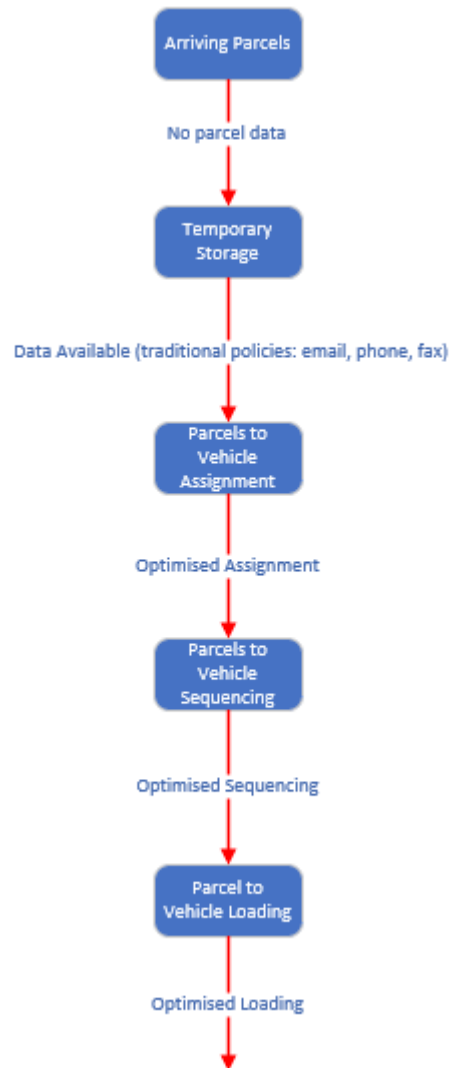 Arriving Parcels
No parcel data
Temporary
Storage
Data Available (traditional policies: email, phone, fax)
Parcels to
Vehicle
Assignment
Optimised Assignment
Parcels to
Vehicle
Sequencing
Optimised Sequencing
Parcel to
Vehicle Loading
Optimised Loading